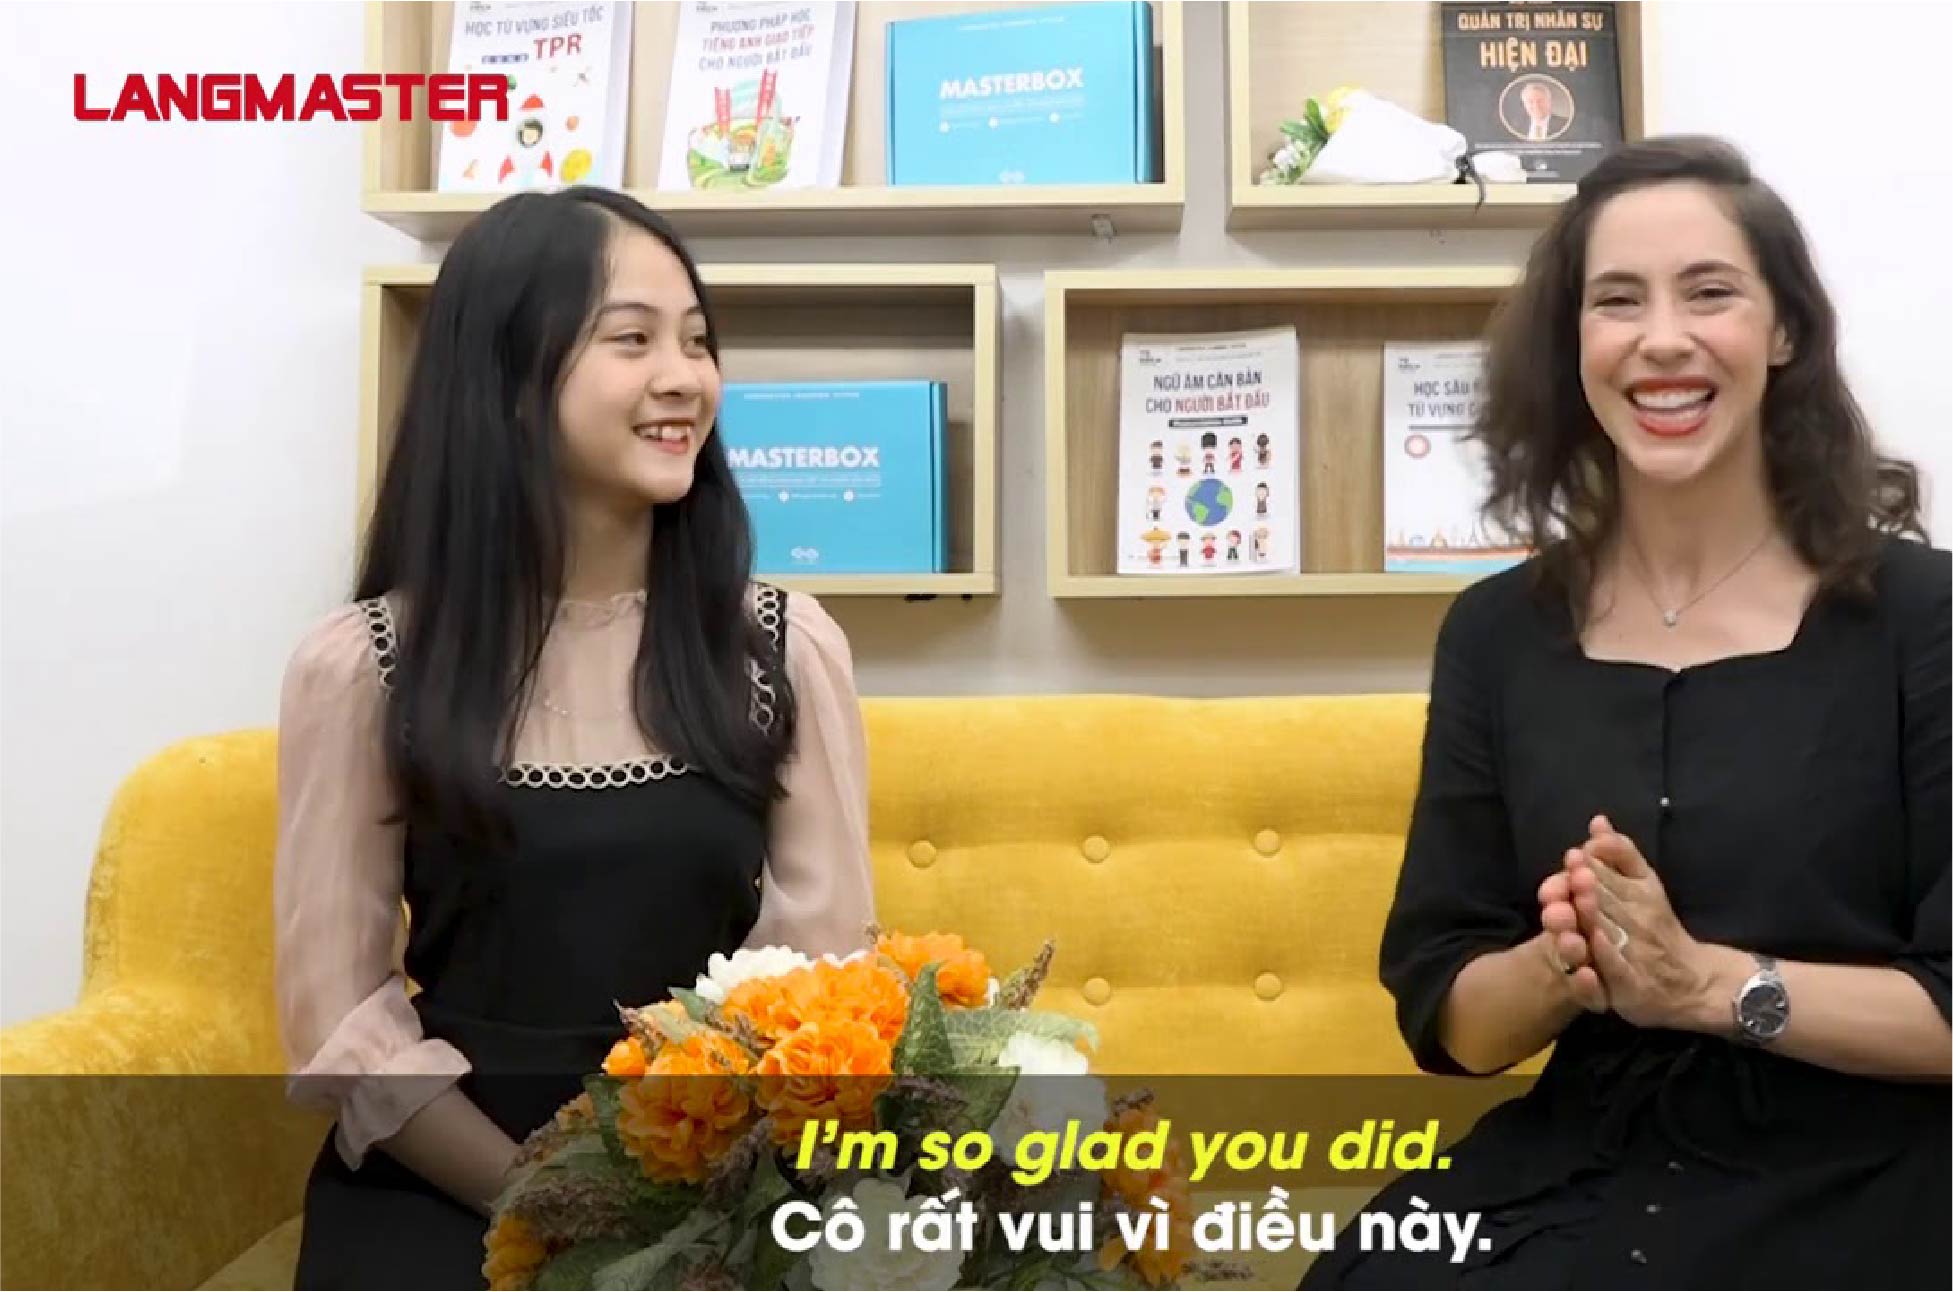 HỌC TỪ VỰNG SIÊU TỐC
TPR
PHƯƠNG PHÁP HỌC
TIẾNG ANH GIAO TIẾP
CHO NGƯỜI BẮT ĐẦU
MASTERBOX
QUẢN TRỊ NHÂN SỰ
HIỆN ĐẠI
LANGMASTER
MASTERBOX
NGỮ ÂM CĂN BẢN
CHO NGƯỜI BẮT ĐẦU
HỌC SÂU
TỪ VỰNG
I'm so glad you did.
Cô rất vui vì điều này.